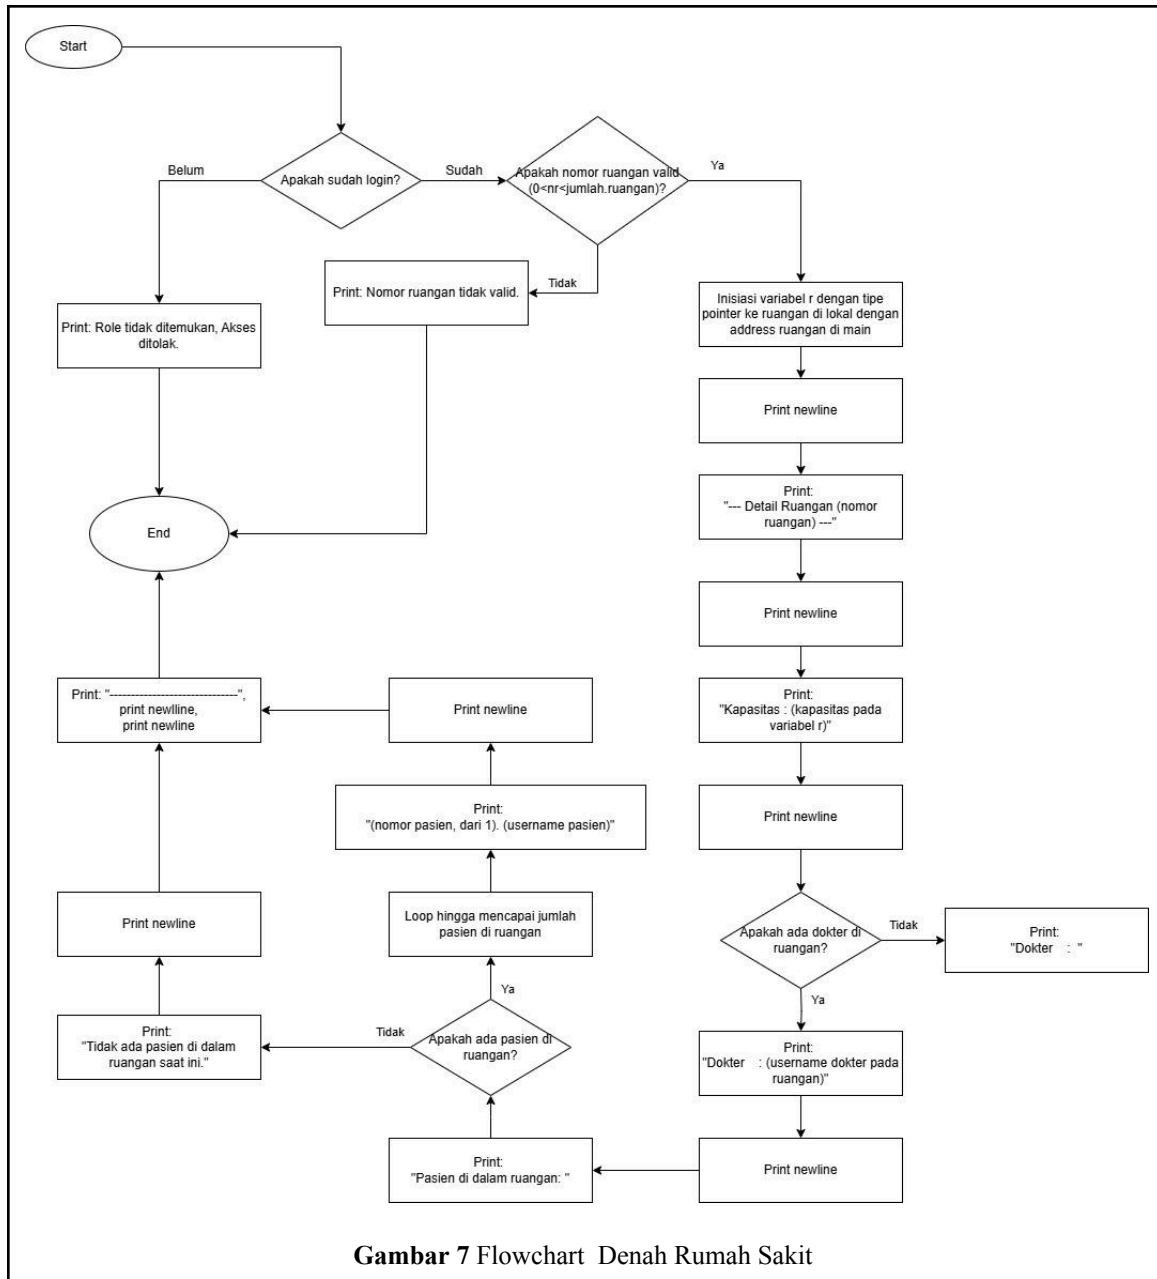 Start
Apakah sudah login?
Belum
Sudah
Apakah nomor ruangan valid
(0<nr<jumlah.ruangan)?
Ya
Tidak
Print: Nomor ruangan tidak valid.
Print: Role tidak ditemukan, Akses
ditolak.
End
Inisiasi variabel r dengan tipe
pointer ke ruangan di lokal dengan
address ruangan di main
Print newline
Print:
"--- Detail Ruangan (nomor
ruangan) ---"
Print newline
Print:
"Kapasitas : (kapasitas pada
variabel r)"
Print newline
Apakah ada dokter di
ruangan?
Tidak
Print:
"Dokter    :  "
Ya
Print:
"Dokter    : (username dokter pada
ruangan)"
Print newline
Print:
"Pasien di dalam ruangan: "
Apakah ada pasien di
ruangan?
Ya
Loop hingga mencapai jumlah
pasien di ruangan
Print:
"(nomor pasien, dari 1). (username pasien)"
Print newline
Tidak
Print:
"Tidak ada pasien di dalam
ruangan saat ini."
Print newline
Print: "------------------------------",
print newlline,
print newline
Gambar 7 Flowchart  Denah Rumah Sakit